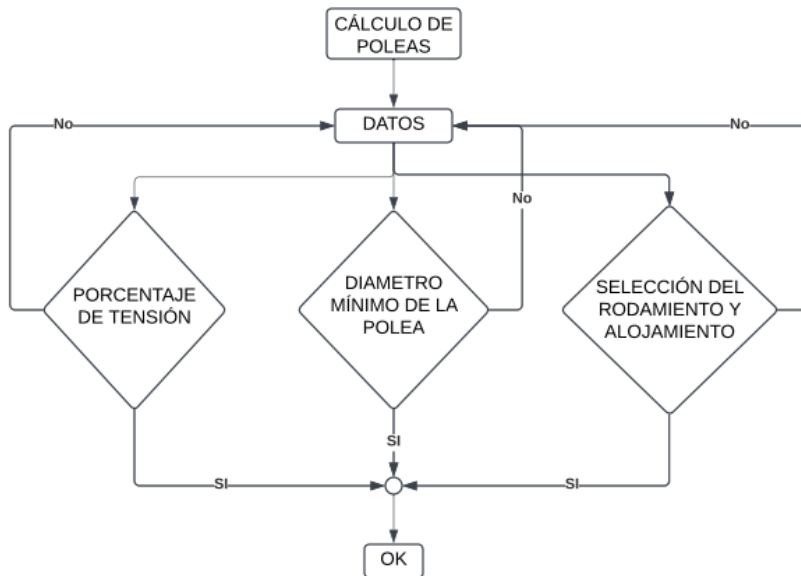 CÁLCULO DE
POLEAS
No
DATOS
No
No
PORCENTAJE
DE TENSIÓN
DIAMETRO
MÍNIMO DE LA
POLEA
SELECCIÓN DEL
RODAMIENTO Y
ALOJAMIENTO
SI
SI
SI
OK